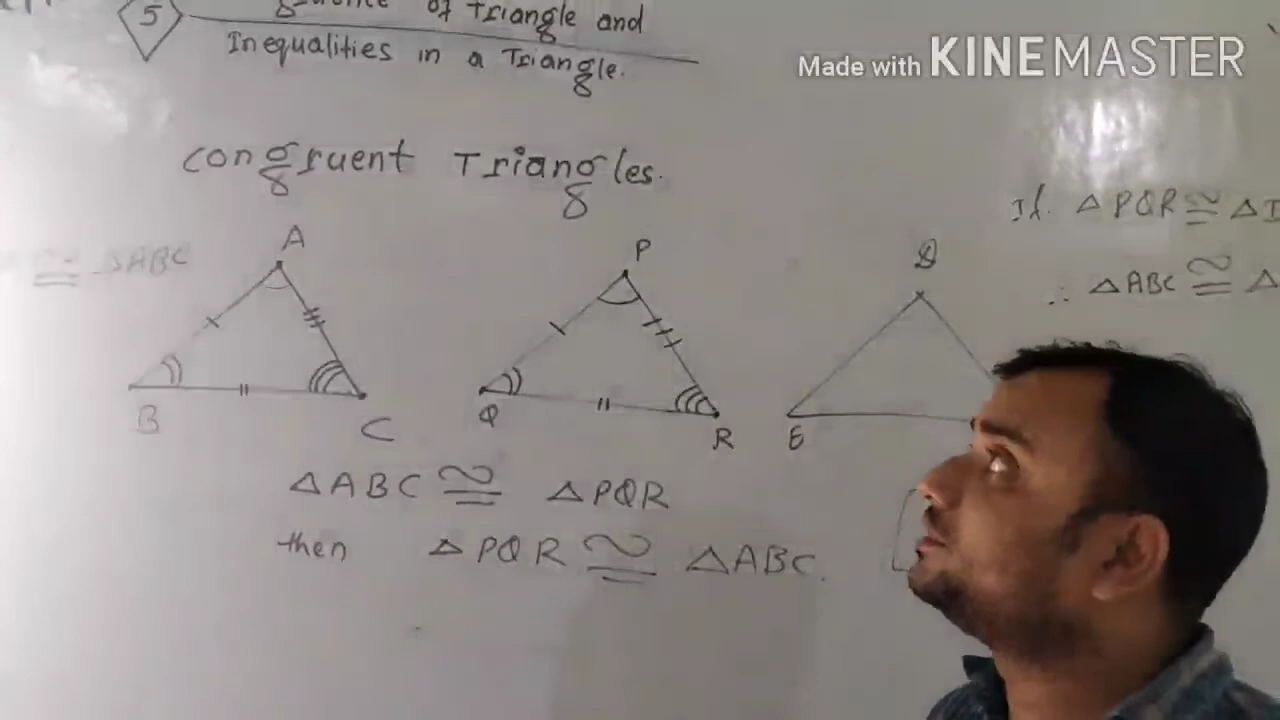 5
of Triangle and
Inequalities in a Triangle.
Made with KINEMASTER
Congruent Triangles.
If. △PQR ≅ △
≅ △ABC
∴ △ABC ≅ △
A
B
C
P
Q
R
D
E
△ABC ≅ △PQR
then △PQR ≅ △ABC.